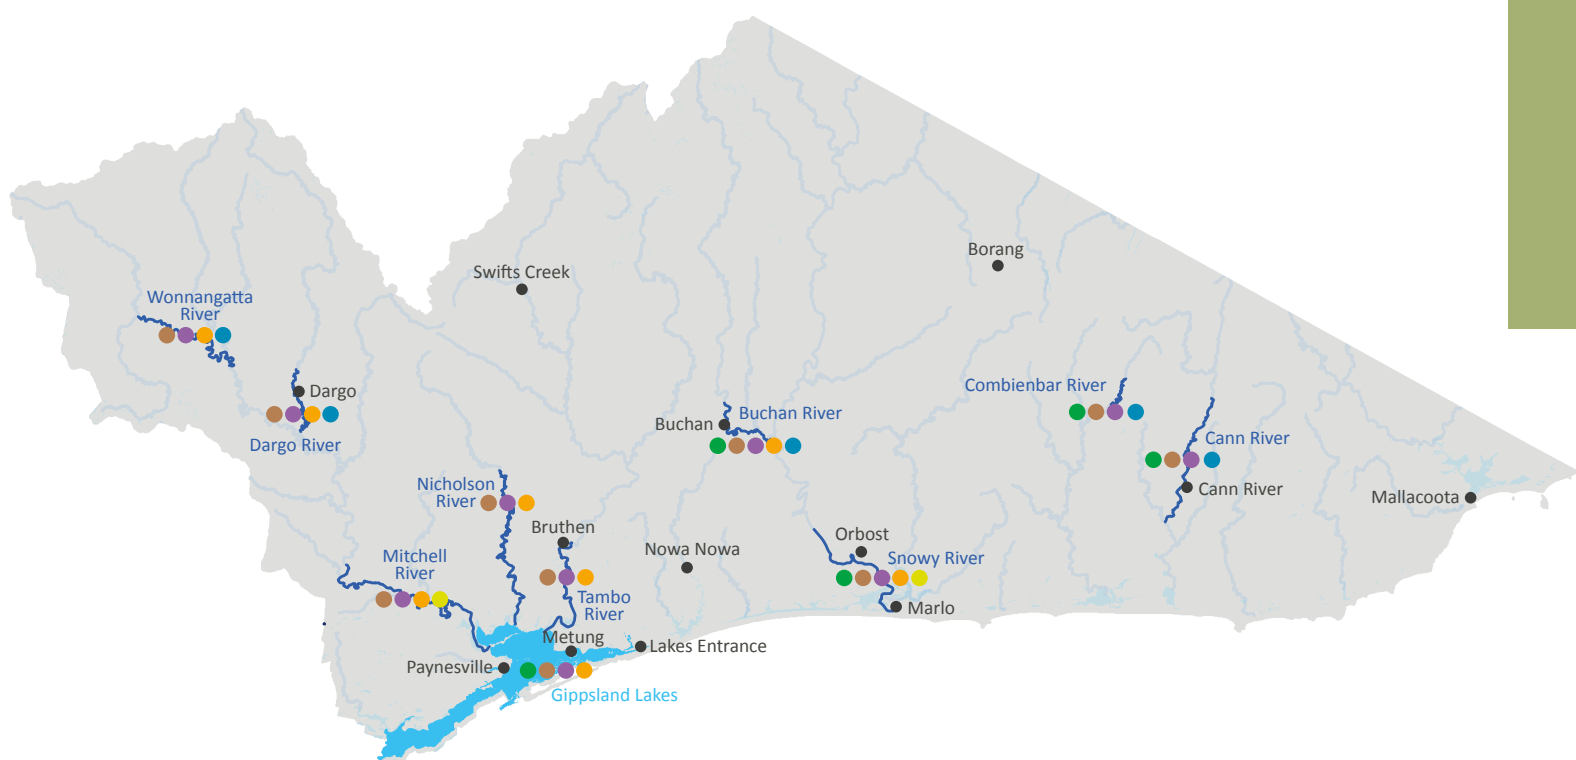 Borang
Swifts Creek
Wonnangatta
River
Dargo
Dargo River
Combienbar River
Buchan River
Buchan
Cann River
Cann River
Nicholson
River
Mallacoota
Bruthen
Orbost
Nowa Nowa
Snowy River
Mitchell
River
Tambo
River
Marlo
Metung
Lakes Entrance
Paynesville
Gippsland Lakes